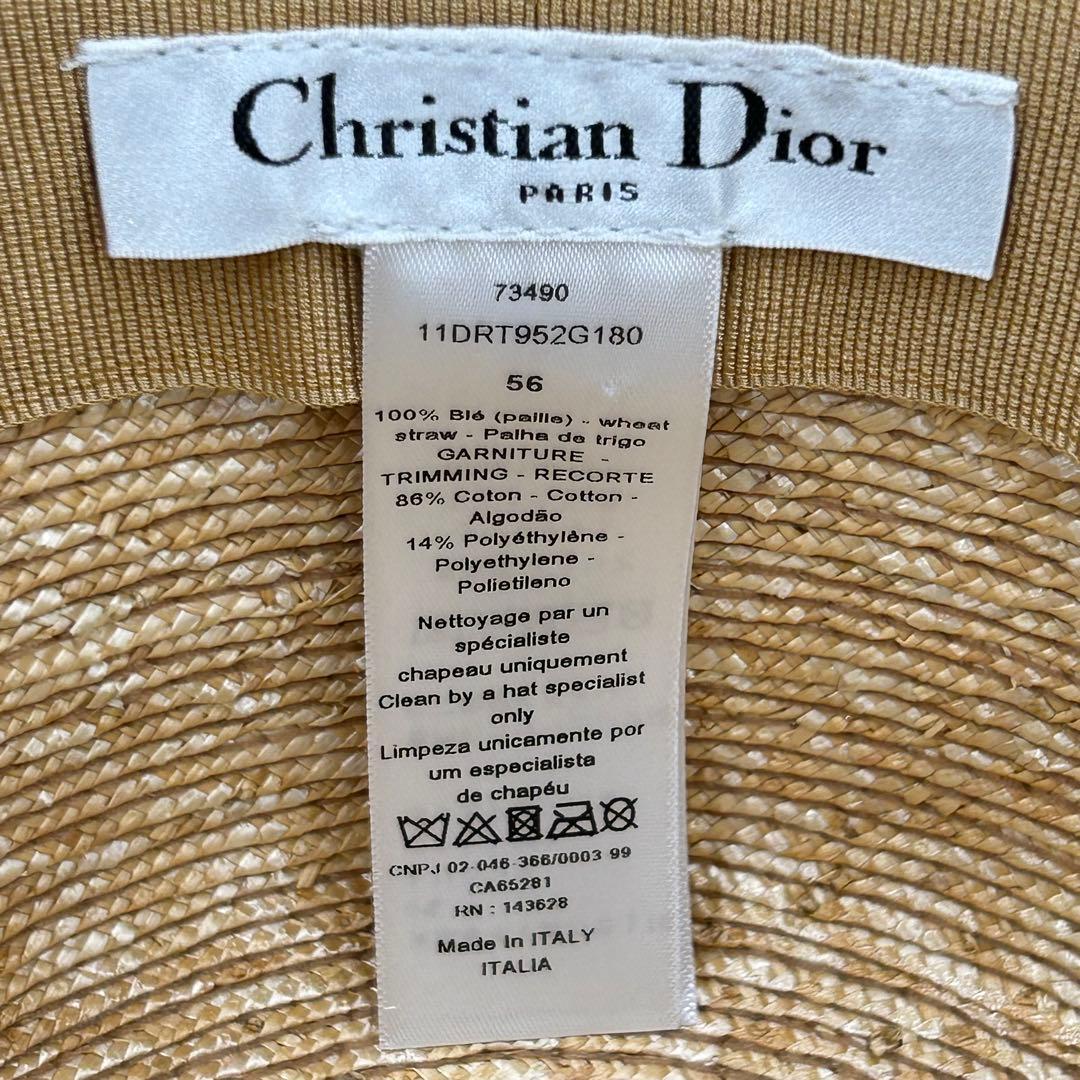 Christian Dior
PARIS
73490
11DRT952G180
56
100% Blé (paille) - wheat
straw - Palha de trigo
GARNITURE -
TRIMMING - RECORTE
86% Coton - Cotton -
Algodão
14% Polyéthylène -
Polyethylene -
Polietileno
Nettoyage par un
spécialiste
chapeau uniquement
Clean by a hat specialist
only
Limpeza unicamente por
um especialista
de chapéu
CNPJ 02-046-366/0003 99
CA65281
RN : 143628
Made In ITALY
ITALIA